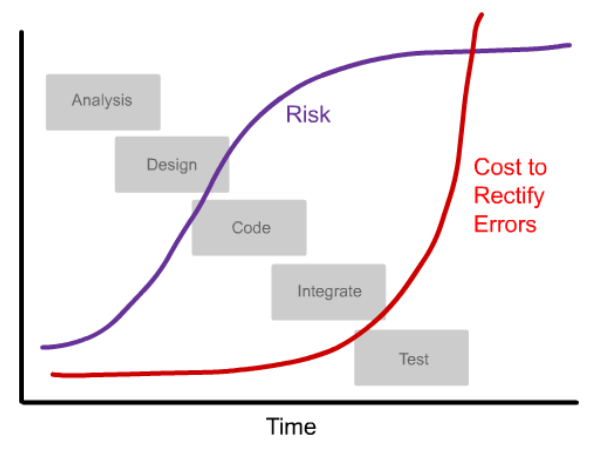 Analysis
Risk
Design
Cost to
Rectify
Errors
Code
Integrate
Test
Time